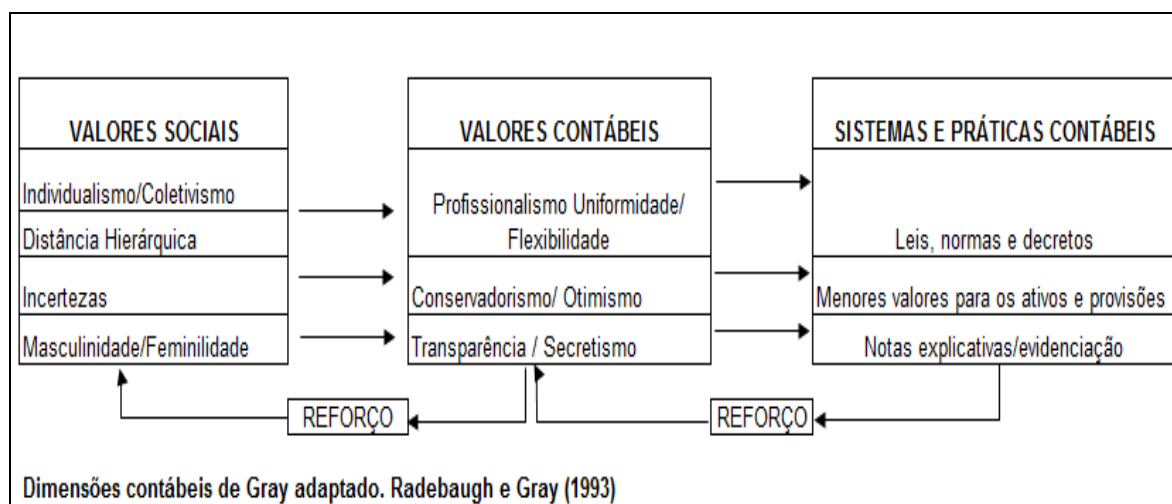 VALORES SOCIAIS
Individualismo/Coletivismo
Distância Hierárquica
Incertezas
Masculinidade/Feminilidade
VALORES CONTÁBEIS
Profissionalismo Uniformidade/
Flexibilidade
Conservadorismo/ Otimismo
Transparência / Secretismo
SISTEMAS E PRÁTICAS CONTÁBEIS
Leis, normas e decretos
Menores valores para os ativos e provisões
Notas explicativas/evidenciação
REFORÇO
REFORÇO
Dimensões contábeis de Gray adaptado. Radebaugh e Gray (1993)